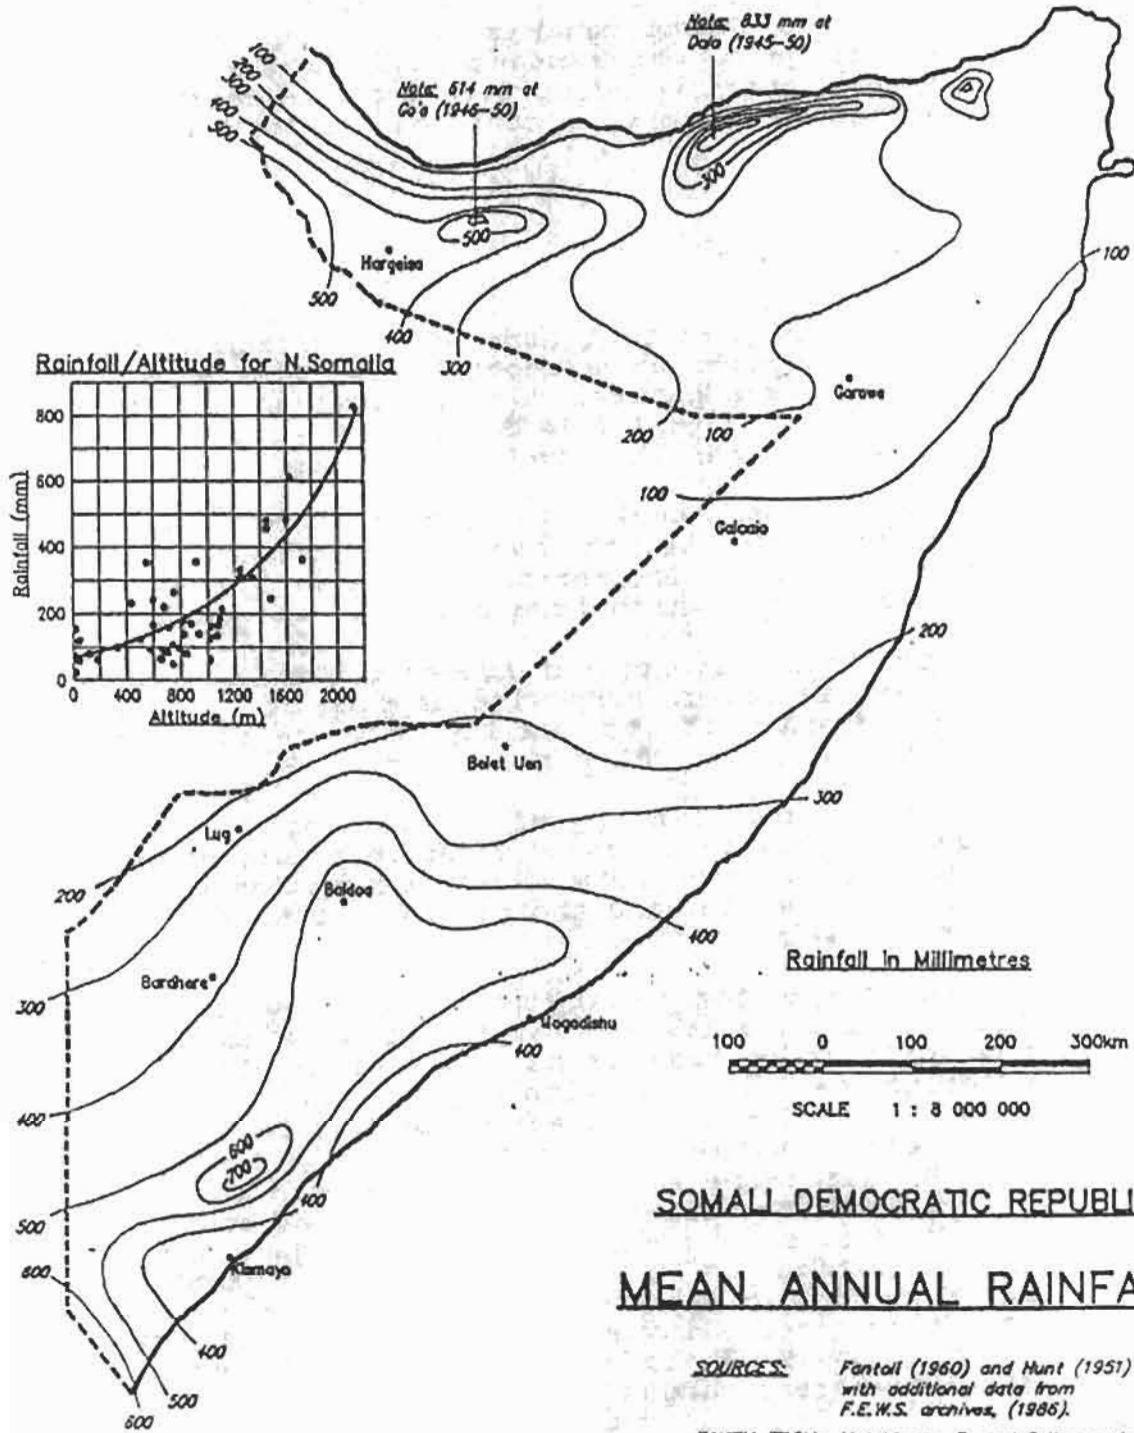 Note: 833 mm at
Dalo (1945-50)
Note: 614 mm at
Go'o (1946-50)
100
200
300
400
500
300
500
Hargeisa
100
500
400
300
Garowe
200
100
100
Galcaio
Rainfall/Altitude for N.Somalia
800
600
400
200
0
Rainfall (mm)
0 400 800 1200 1600 2000
Altitude (m)
200
Belet Uen
300
Lug
200
Baidoa
400
Rainfall in Millimetres
Bardhere
300
Mogadishu
400
100 0 100 200 300km
SCALE 1 : 8 000 000
400
600
700
400
SOMALI DEMOCRATIC REPUBLI
500
600
Kismayo
MEAN ANNUAL RAINFA
400
500
600
SOURCES: Fantoli (1960) and Hunt (1951)
with additional data from
F.E.W.S. archives, (1986).